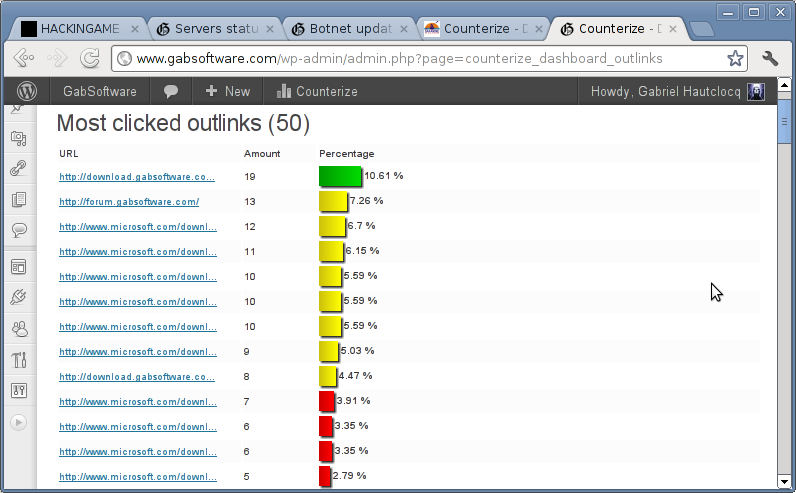 HACKINGAME
Servers statu
Botnet updat
Counterize - D
Counterize - D
www.gabsoftware.com/wp-admin/admin.php?page=counterize_dashboard_outlinks
GabSoftware + New Counterize Howdy, Gabriel Hautclocq
Most clicked outlinks (50)
URL Amount Percentage
http://download.gabsoftware.co... 19 10.61 %
http://forum.gabsoftware.com/ 13 7.26 %
http://www.microsoft.com/downl... 12 6.7 %
http://www.microsoft.com/downl... 11 6.15 %
http://www.microsoft.com/downl... 10 5.59 %
http://www.microsoft.com/downl... 10 5.59 %
http://www.microsoft.com/downl... 10 5.59 %
http://www.microsoft.com/downl... 9 5.03 %
http://download.gabsoftware.co... 8 4.47 %
http://www.microsoft.com/downl... 7 3.91 %
http://www.microsoft.com/downl... 6 3.35 %
http://www.microsoft.com/downl... 6 3.35 %
http://www.microsoft.com/downl... 5 2.79 %